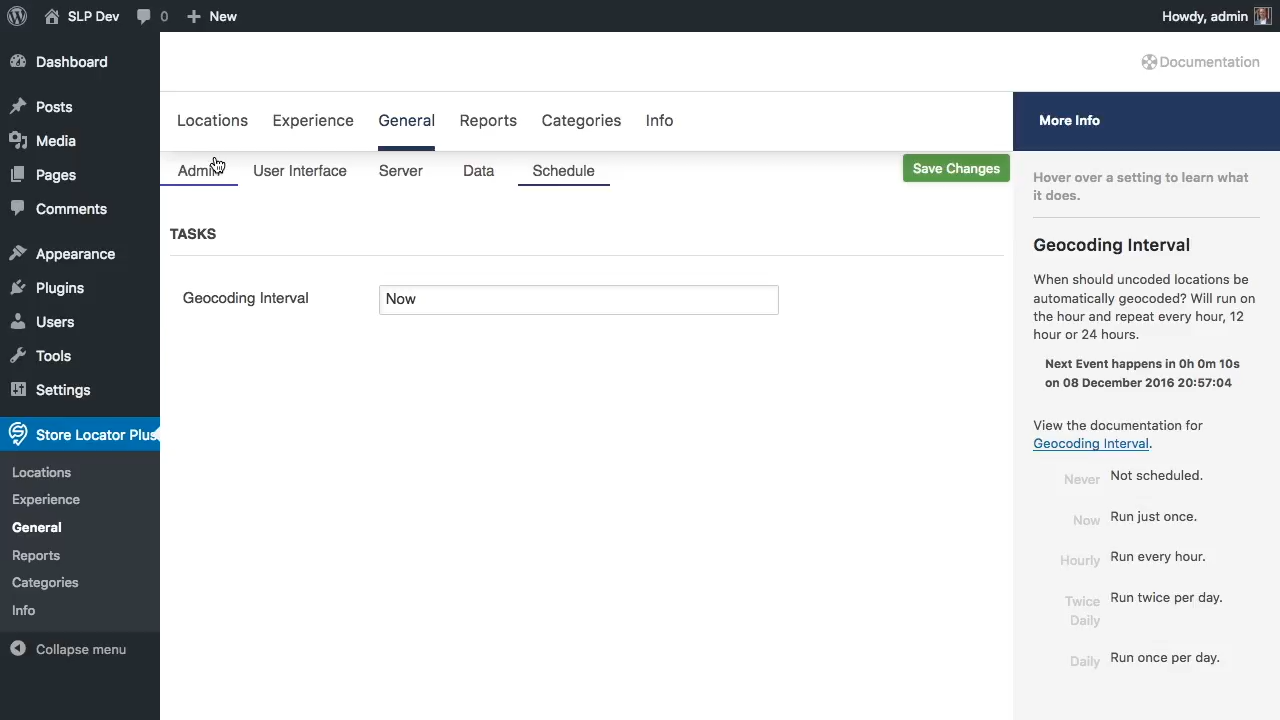 SLP Dev 0 New Howdy, admin
Dashboard
Posts
Media
Pages
Comments
Appearance
Plugins
Users
Tools
Settings
Store Locator Plus
Locations
Experience
General
Reports
Categories
Info
Collapse menu
Documentation
Locations Experience General Reports Categories Info
Admin User Interface Server Data Schedule
Save Changes
TASKS
Geocoding Interval Now
More Info
Hover over a setting to learn what
it does.
Geocoding Interval
When should uncoded locations be
automatically geocoded? Will run on
the hour and repeat every hour, 12
hour or 24 hours.
Next Event happens in 0h 0m 10s
on 08 December 2016 20:57:04
View the documentation for
Geocoding Interval.
Never Not scheduled.
Now Run just once.
Hourly Run every hour.
Twice Run twice per day.
Daily
Daily Run once per day.